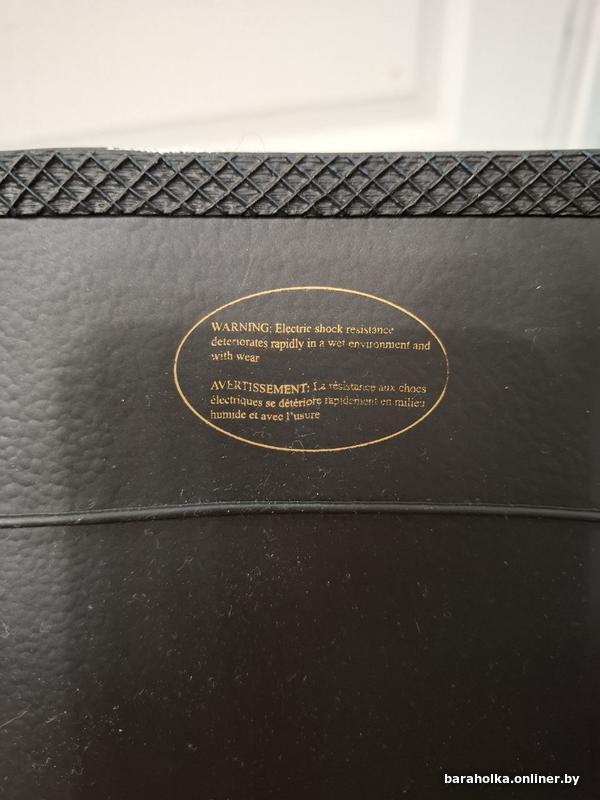 WARNING: Electric shock resistance
deteriorates rapidly in a wet environment and
with wear
AVERTISSEMENT: La résistance aux chocs
électriques se détériore rapidement en milieu
humide et avec l'usure
baraholka.onliner.by